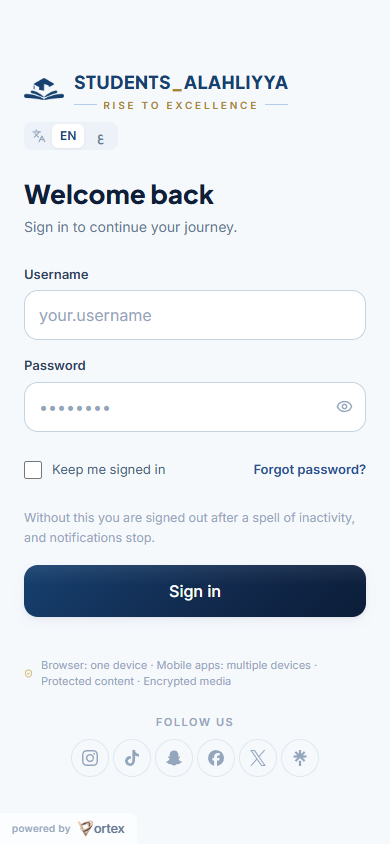 STUDENTS_ALAHLIYYA
RISE TO EXCELLENCE
EN ع
Welcome back
Sign in to continue your journey.
Username
your.username
Password
••••••••
Keep me signed in Forgot password?
Without this you are signed out after a spell of inactivity,
and notifications stop.
Sign in
Browser: one device · Mobile apps: multiple devices ·
Protected content · Encrypted media
FOLLOW US
powered by Vortex